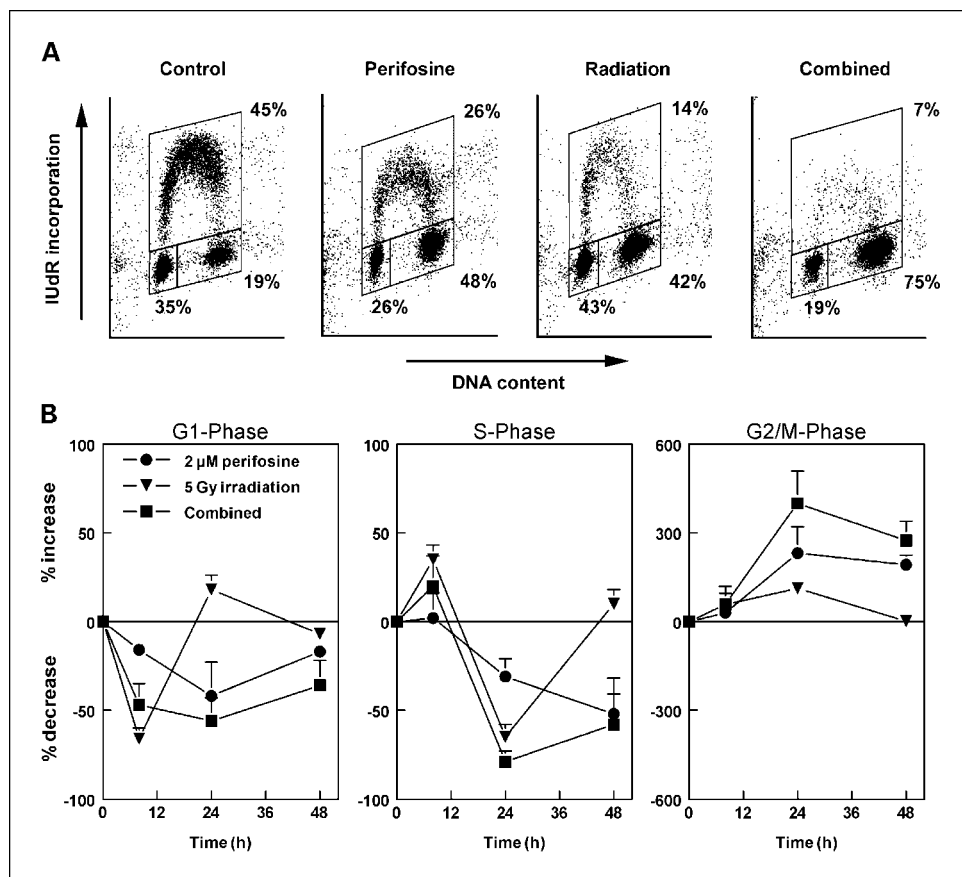 A
Control
Perifosine
Radiation
Combined
IUdR incorporation
45%
35%
19%
26%
26%
48%
14%
43%
42%
7%
19%
75%
DNA content
B
G1-Phase
S-Phase
G2/M-Phase
% increase
% decrease
100
50
0
-50
-100
2 µM perifosine
5 Gy irradiation
Combined
0 12 24 36 48
Time (h)
100
50
0
-50
-100
0 12 24 36 48
Time (h)
600
300
0
-300
-600
0 12 24 36 48
Time (h)